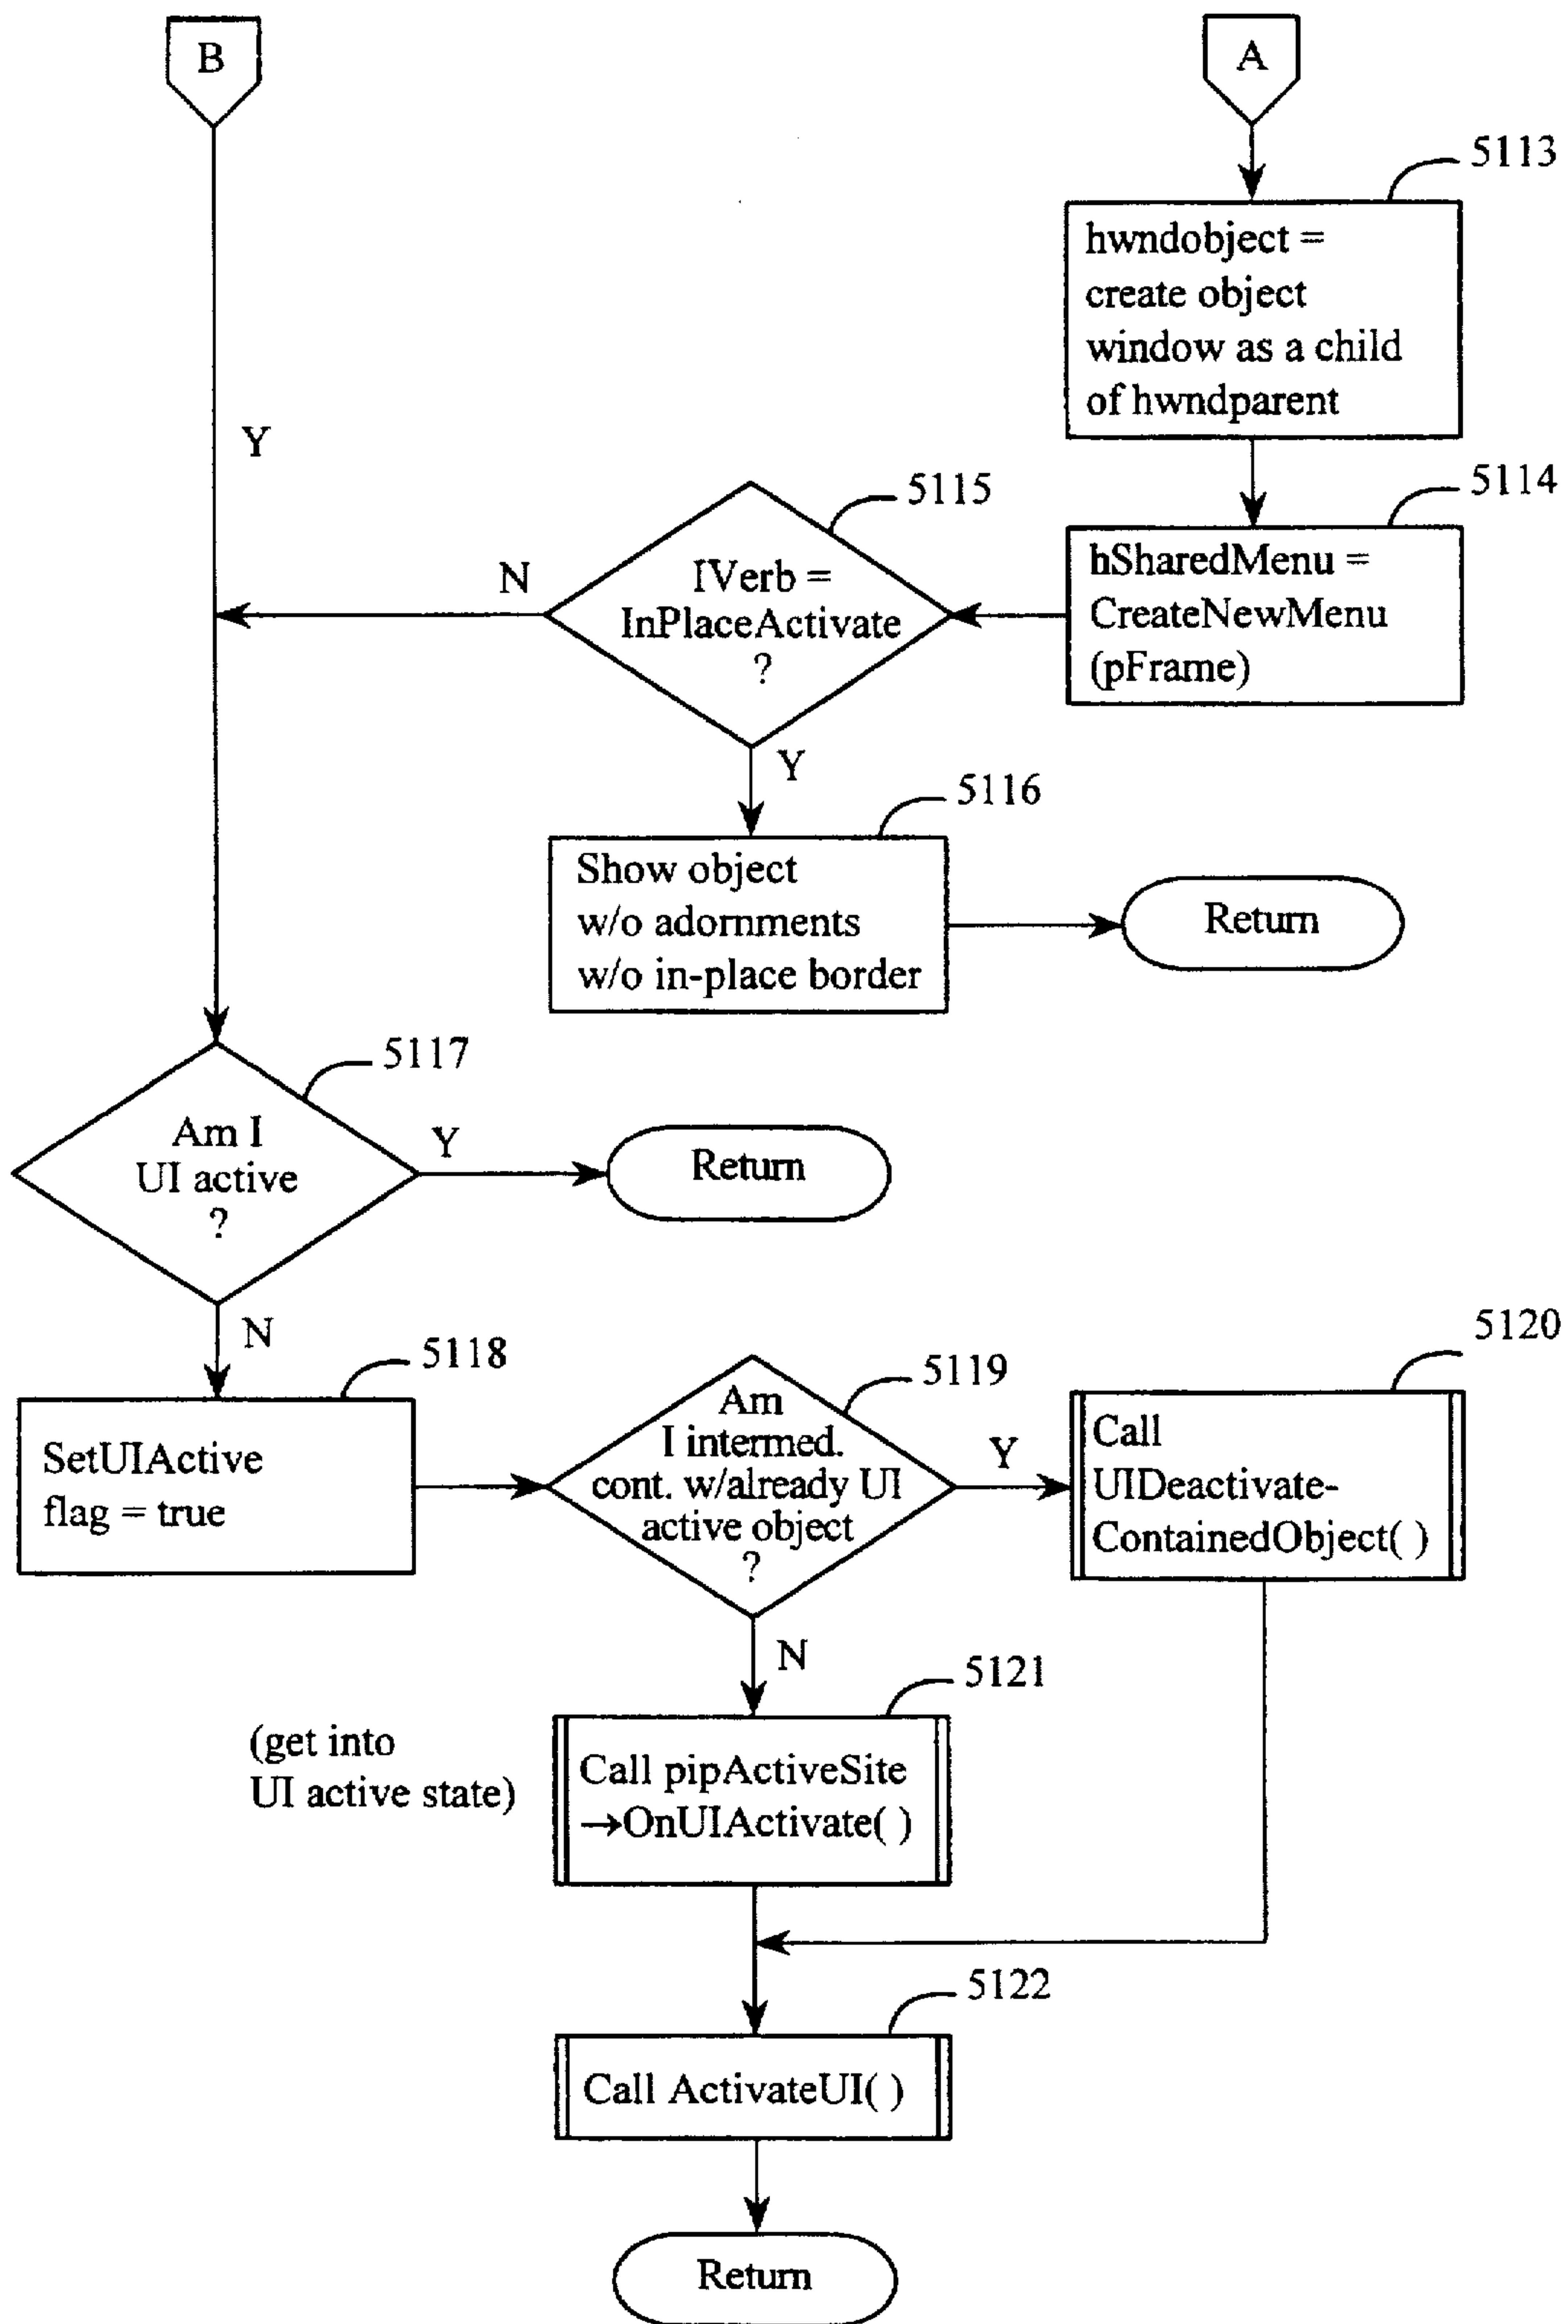 B
A
5113
hwndobject =
create object
window as a child
of hwndparent
Y
5114
hSharedMenu =
CreateNewMenu
(pFrame)
5115
IVerb =
InPlaceActivate
?
N
Y
5116
Show object
w/o adornments
w/o in-place border
Return
5117
Am I
UI active
?
Y
Return
N
5118
SetUIActive
flag = true
5119
Am
I intermed.
cont. w/already UI
active object
?
Y
5120
Call
UIDeactivate-
ContainedObject( )
N
5121
(get into
UI active state)
Call pipActiveSite
→OnUIActivate( )
5122
Call ActivateUI( )
Return